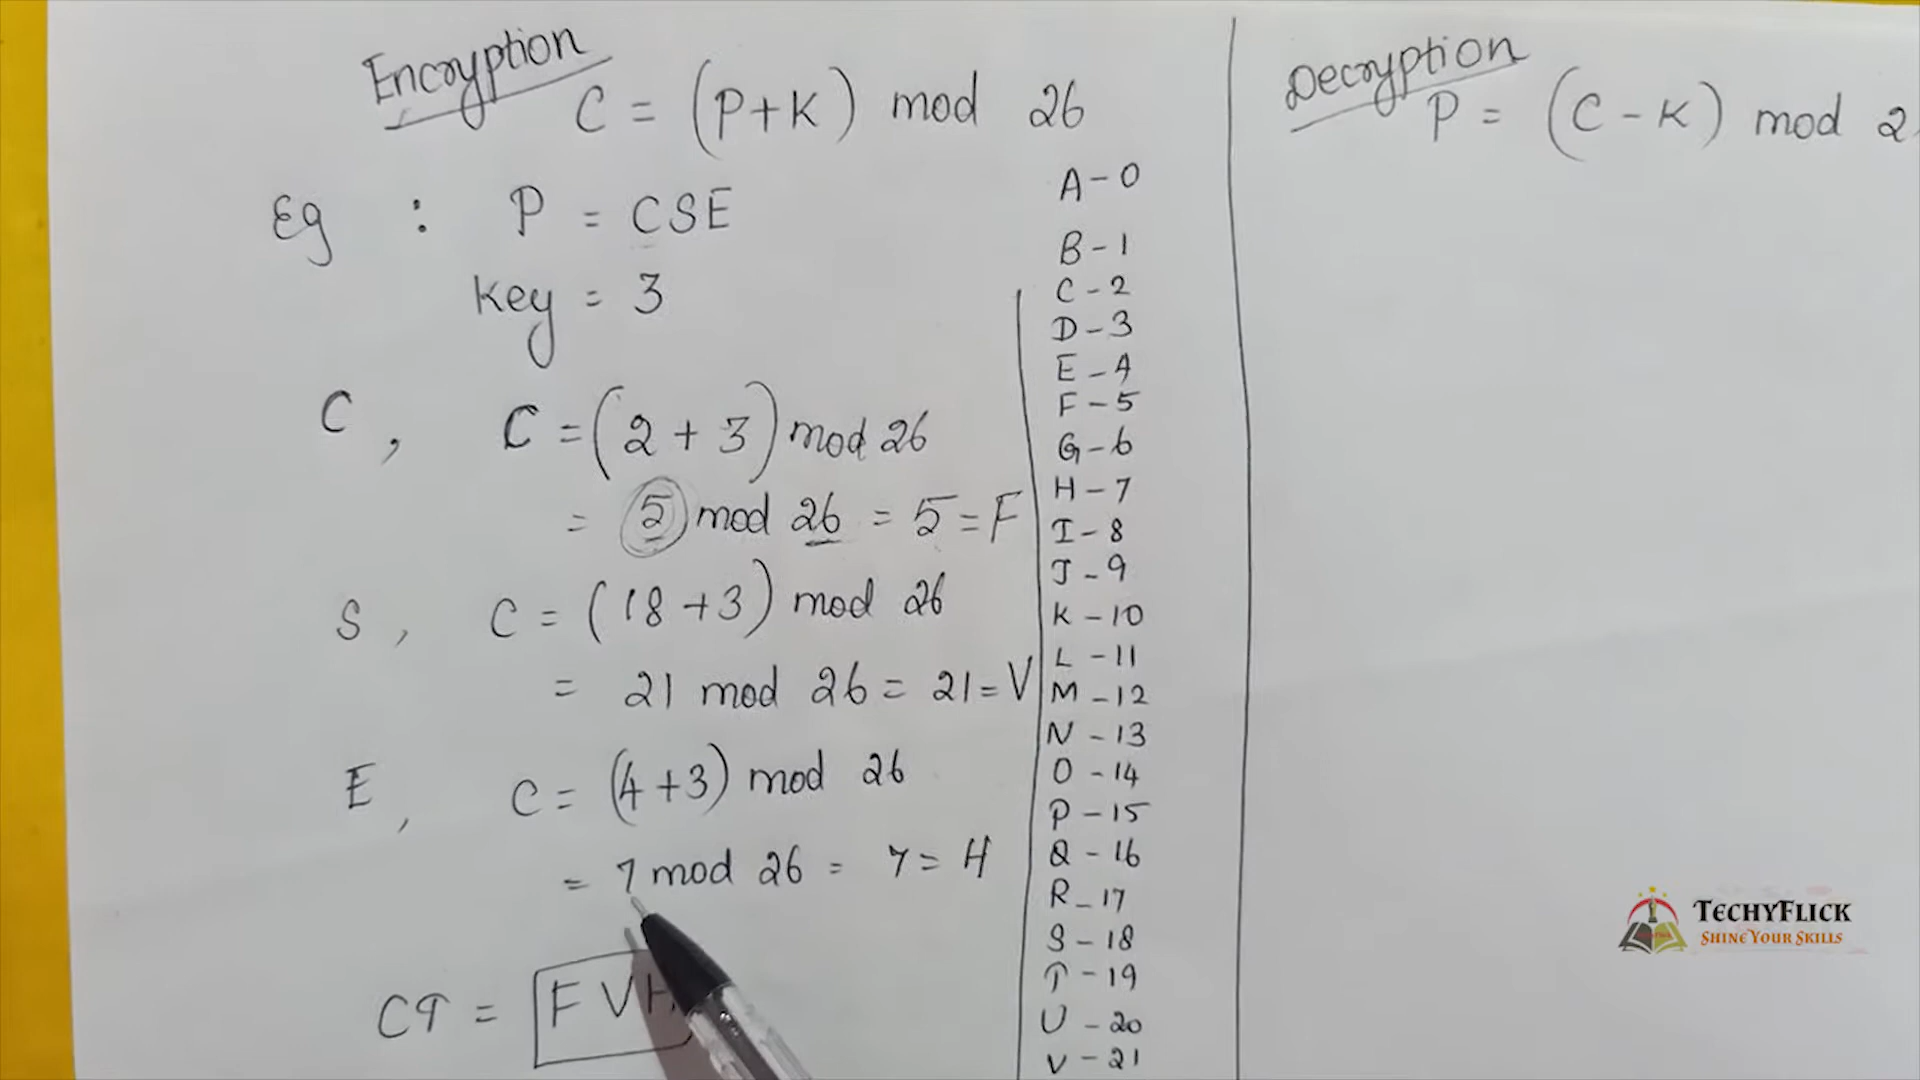 Encryption
C = (P+K) mod 26
Eg : P = CSE
Key = 3
C, C = (2 + 3) mod 26
= 5 mod 26 = 5 = F
S, C = (18 + 3) mod 26
= 21 mod 26 = 21 = V
E, C = (4+3) mod 26
= 7 mod 26 = 7 = H
CT = FVH
A - 0
B - 1
C - 2
D - 3
E - 4
F - 5
G - 6
H - 7
I - 8
J - 9
K - 10
L - 11
M - 12
N - 13
O - 14
P - 15
Q - 16
R - 17
S - 18
T - 19
U - 20
V - 21
Decryption
P = (C - K) mod 2
TECHYFLICK
SHINE YOUR SKILLS